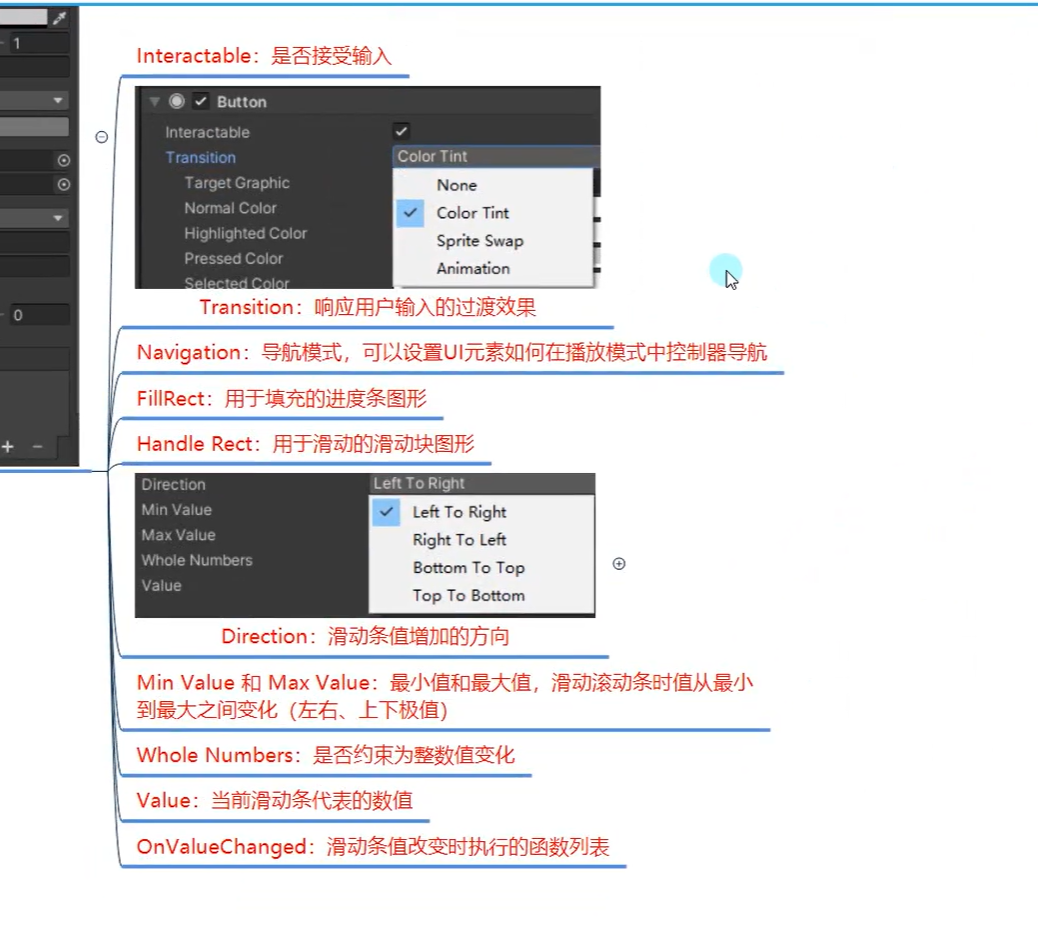 1
0
Interactable：是否接受输入
Button
Interactable
Transition
Color Tint
Target Graphic
None
Normal Color
Color Tint
Highlighted Color
Sprite Swap
Pressed Color
Animation
Selected Color
Transition：响应用户输入的过渡效果
Navigation：导航模式，可以设置UI元素如何在播放模式中控制器导航
FillRect：用于填充的进度条图形
Handle Rect：用于滑动的滑动块图形
Direction
Left To Right
Min Value
Left To Right
Max Value
Right To Left
Whole Numbers
Bottom To Top
Value
Top To Bottom
Direction：滑动条值增加的方向
Min Value 和 Max Value：最小值和最大值，滑动滚动条时值从最小
到最大之间变化（左右、上下极值）
Whole Numbers：是否约束为整数值变化
Value：当前滑动条代表的数值
OnValueChanged：滑动条值改变时执行的函数列表